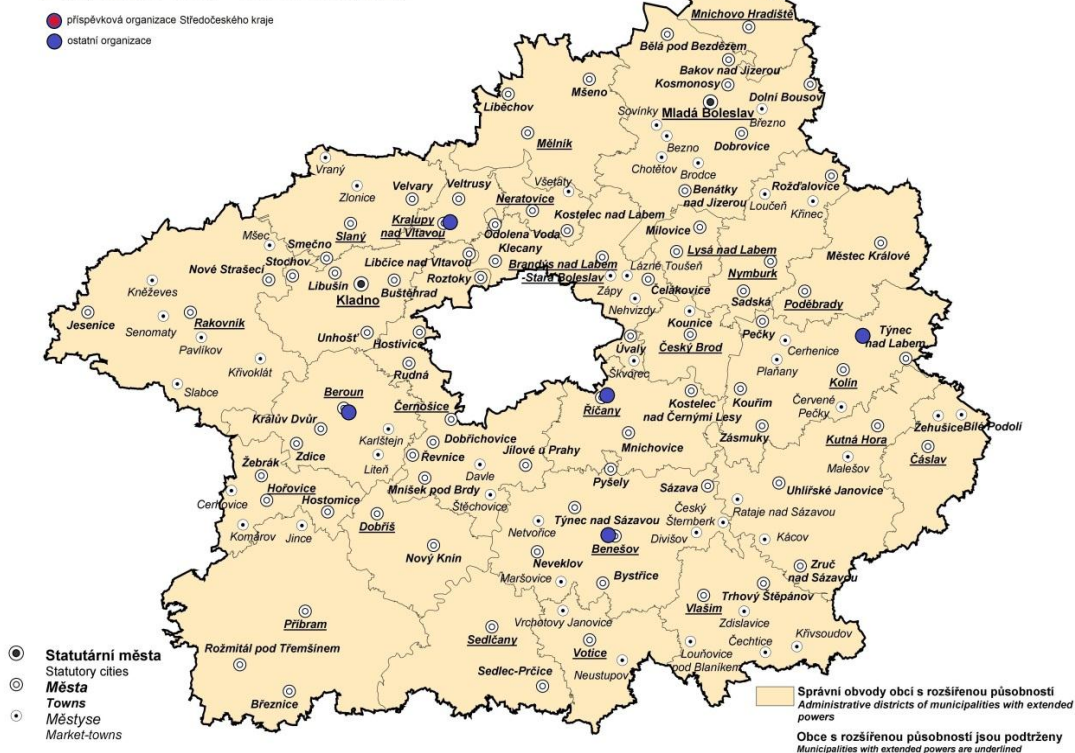 příspěvková organizace Středočeského kraje
ostatní organizace
Mnichovo Hradiště
Bělá pod Bezdězem
Bakov nad Jizerou
Kosmonosy
Mšeno
Liběchov
Dolní Bousov
Sovínky
Mladá Boleslav
Březno
Mělník
Bezno
Dobrovice
Chotětov
Brodce
Vraný
Všetaty
Benátky
nad Jizerou
Rožďalovice
Zlonice
Velvary
Veltrusy
Neratovice
Loučeň
Křinec
Kralupy
nad Vltavou
Kostelec nad Labem
Slaný
Odolena Voda
Milovice
Mšec
Smečno
Klecany
Lysá nad Labem
Městec Králové
Stochov
Libčice nad Vltavou
Brandýs nad Labem
-Stará Boleslav
Lázně Toušeň
Nymburk
Nové Strašecí
Libušín
Buštěhrad
Roztoky
Zápy
Čelákovice
Kněževes
Kladno
Nehvizdy
Sadská
Poděbrady
Jesenice
Senomaty
Rakovník
Kounice
Pečky
Týnec
nad Labem
Pavlíkov
Unhošť
Hostivice
Úvaly
Český Brod
Cerhenice
Křivoklát
Škvorec
Plaňany
Rudná
Kolín
Slabce
Beroun
Černošice
Říčany
Kostelec
nad Černými Lesy
Kouřim
Červené
Pečky
Králův Dvůr
Žehušice
Bílé Podolí
Karlštejn
Dobřichovice
Mnichovice
Zásmuky
Kutná Hora
Zdice
Řevnice
Jílové u Prahy
Čáslav
Žebrák
Liteň
Davle
Malešov
Hořovice
Mníšek pod Brdy
Pyšely
Sázava
Uhlířské Janovice
Cerhovice
Hostomice
Štěchovice
Týnec nad Sázavou
Český
Šternberk
Rataje nad Sázavou
Komárov
Jince
Dobříš
Netvořice
Divišov
Benešov
Kácov
Nový Knín
Neveklov
Zruč
nad Sázavou
Maršovice
Bystřice
Trhový Štěpánov
Příbram
Vrchotovy Janovice
Vlašim
Zdislavice
Sedlčany
Votice
Čechtice
Křivsoudov
Rožmitál pod Třemšínem
Louňovice
pod Blaníkem
Sedlec-Prčice
Neustupov
Březnice
Statutární města
Statutory cities
Města
Towns
Městyse
Market-towns
Správní obvody obcí s rozšířenou působností
Administrative districts of municipalities with extended
powers
Obce s rozšířenou působností jsou podtrženy
Municipalities with extended powers are underlined